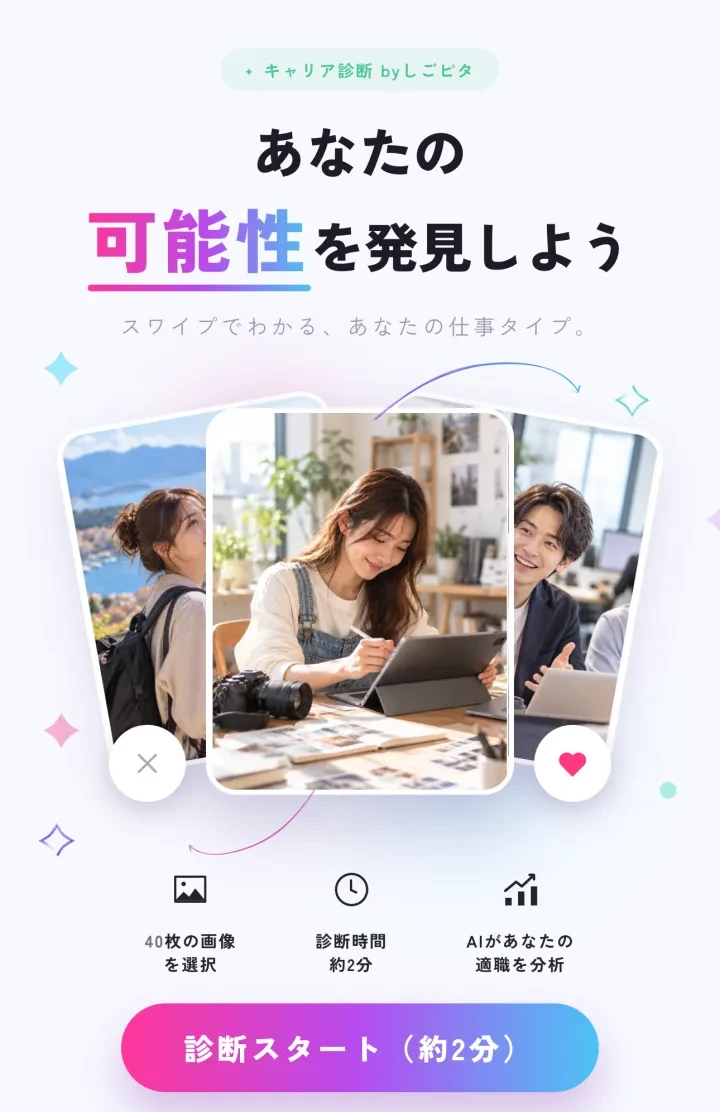 キャリア診断 byしごピタ
あなたの
可能性を発見しよう
スワイプでわかる、あなたの仕事タイプ。
40枚の画像
を選択
診断時間
約2分
AIがあなたの
適職を分析
診断スタート（約2分）